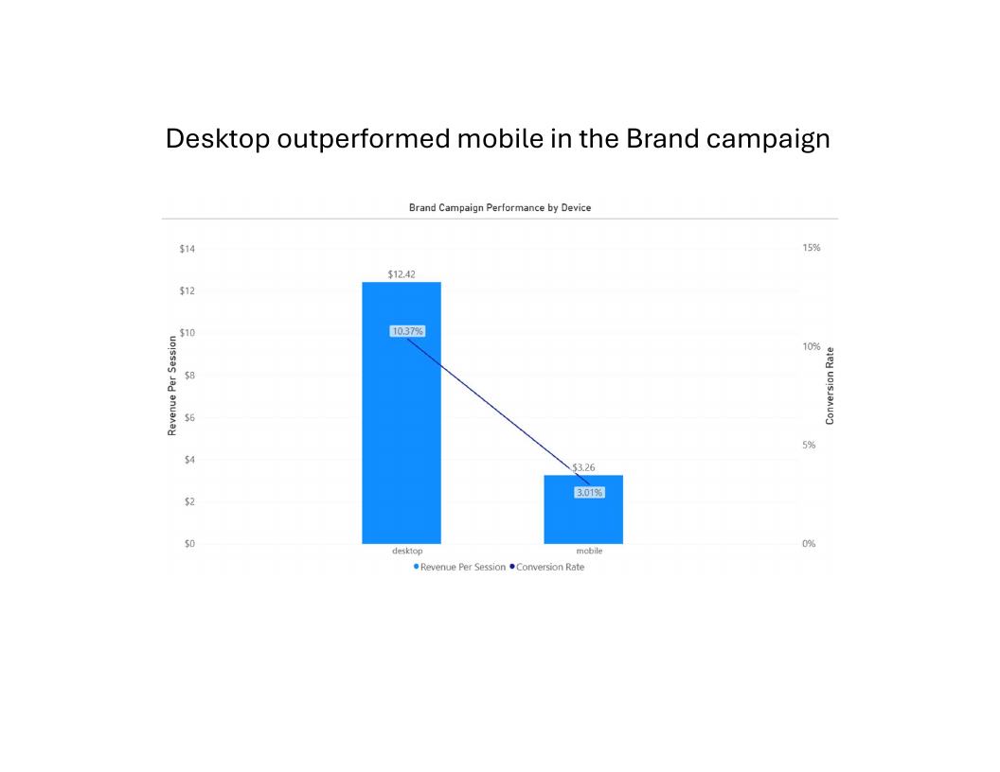 Desktop outperformed mobile in the Brand campaign
Brand Campaign Performance by Device
Revenue Per Session
$14
$12
$10
$8
$6
$4
$2
$0
$12.42
10.37%
$3.26
3.01%
15%
10%
5%
0%
Conversion Rate
desktop
mobile
Revenue Per Session
Conversion Rate